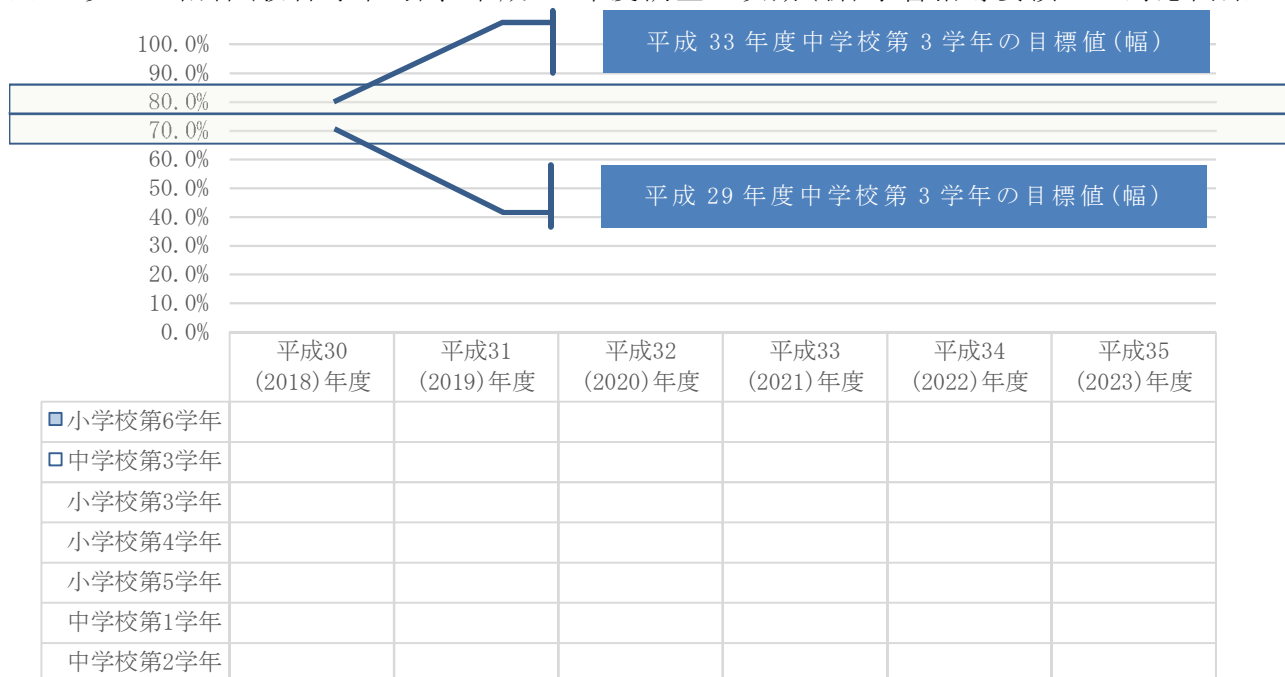 平成 33 年度中学校第 3 学年の目標値(幅)
100.0%
90.0%
80.0%
70.0%
60.0%
50.0%
平成 29 年度中学校第 3 学年の目標値(幅)
40.0%
30.0%
20.0%
10.0%
0.0%
平成30 平成31 平成32 平成33 平成34 平成35
(2018)年度 (2019)年度 (2020)年度 (2021)年度 (2022)年度 (2023)年度
小学校第6学年
中学校第3学年
小学校第3学年
小学校第4学年
小学校第5学年
中学校第1学年
中学校第2学年